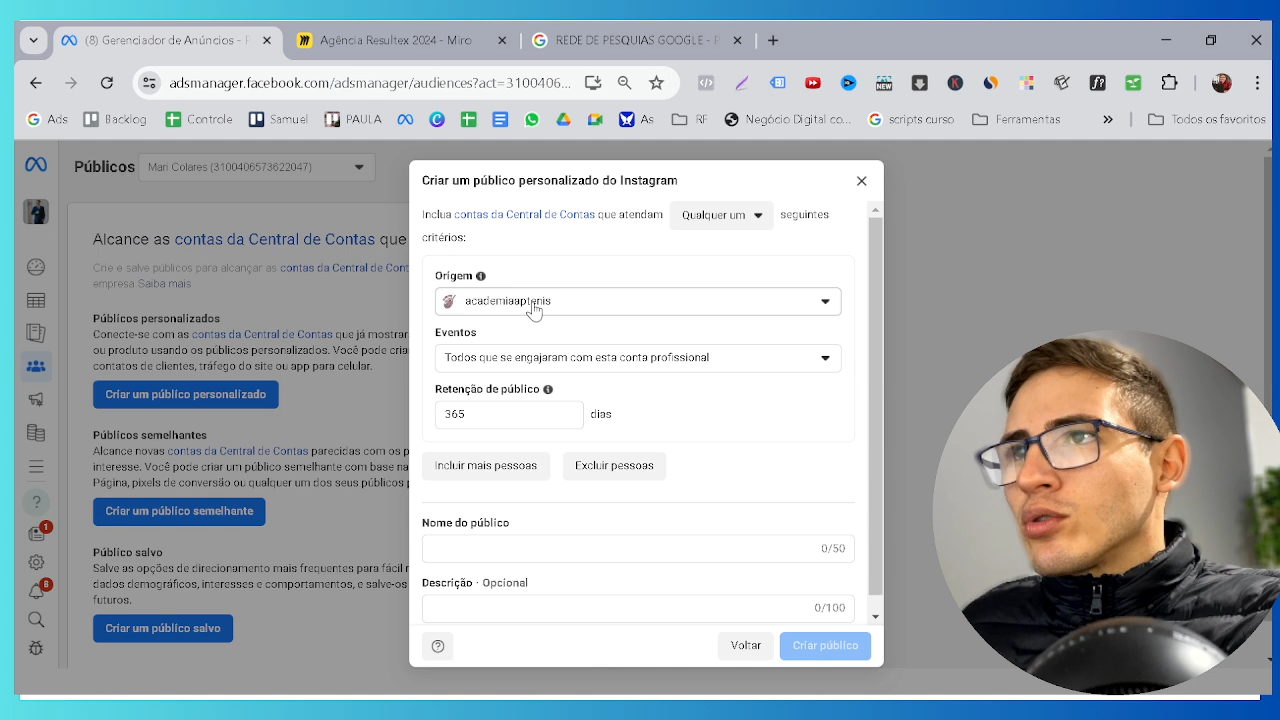 (8) Gerenciador de Anúncios - F
Agência Resultex 2024 - Miro
REDE DE PESQUIAS GOOGLE - P
adsmanager.facebook.com/adsmanager/audiences?act=3100406...
NEW
K
f?
Ads
Backlog
Controle
Samuel
PAULA
As
RF
Negócio Digital co...
scripts curso
Ferramentas
»
Todos os favoritos
Públicos
Mari Colares (3100406573622047)
Alcance as contas da Central de Contas que
Crie e salve públicos para alcançar as contas da Central de Cont
empresa.Saiba mais
Públicos personalizados
Conecte-se com as contas da Central de Contas que já mostrar
ou produto usando os públicos personalizados. Você pode criar
contatos de clientes, tráfego do site ou app para celular.
Criar um público personalizado
Públicos semelhantes
Alcance novas contas da Central de Contas parecidas com os p
interesse. Você pode criar um público semelhante com base na
Página, pixels de conversão ou qualquer um dos seus públicos p
Criar um público semelhante
Público salvo
Salve as opções de direcionamento mais frequentes para fácil r
dados demográficos, interesses e comportamentos, e salve-os
futuros.
Criar um público salvo
1
6
Criar um público personalizado do Instagram
Inclua contas da Central de Contas que atendam Qualquer um seguintes
critérios:
Origem
academiaaptenis
Eventos
Todos que se engajaram com esta conta profissional
Retenção de público
365 dias
Incluir mais pessoas
Excluir pessoas
Nome do público
0/50
Descrição · Opcional
0/100
Voltar
Criar público